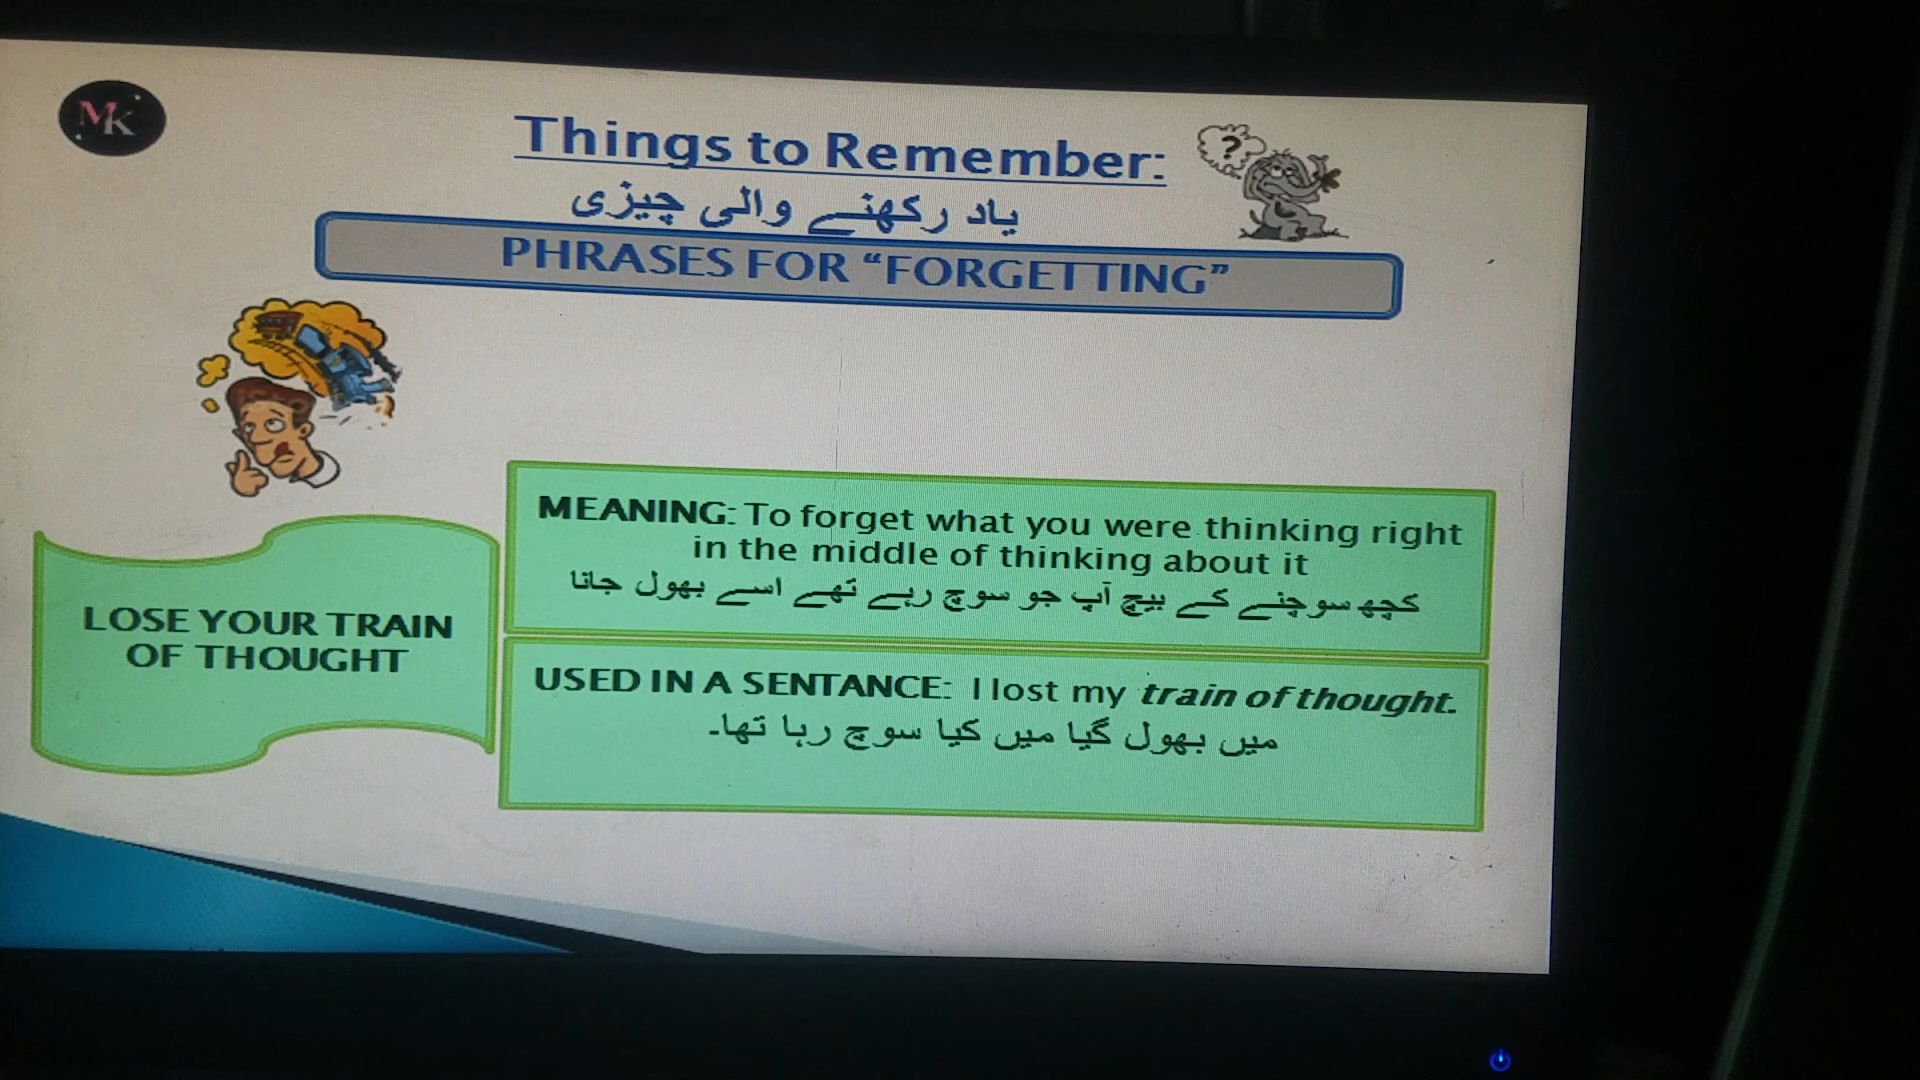 MK
Things to Remember:
?
یاد رکھنے والی چیزی
PHRASES FOR “FORGETTING”
MEANING: To forget what you were thinking right
in the middle of thinking about it
کچھ سوچنے کے بیچ آپ جو سوچ رہے تھے اسے بھول جانا
LOSE YOUR TRAIN
OF THOUGHT
USED IN A SENTANCE: I lost my train of thought.
میں بھول گیا میں کیا سوچ رہا تھا۔